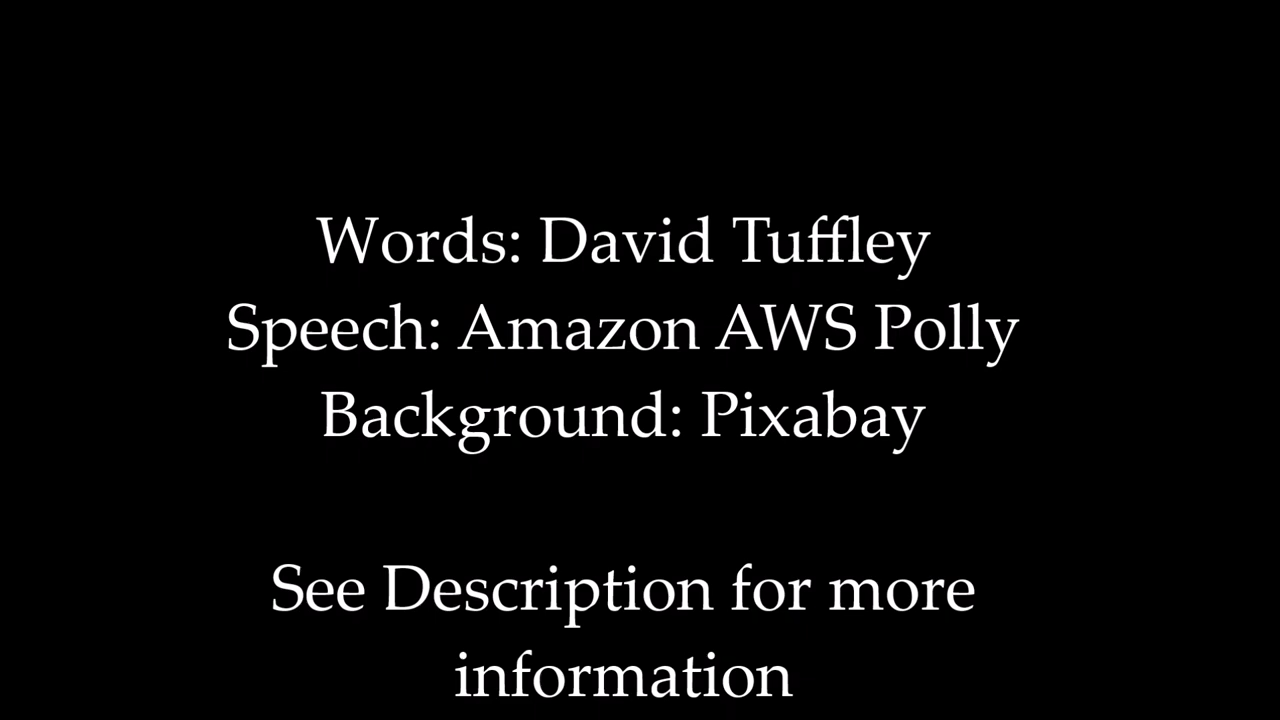 Words: David Tuffley
Speech: Amazon AWS Polly
Background: Pixabay
See Description for more
information